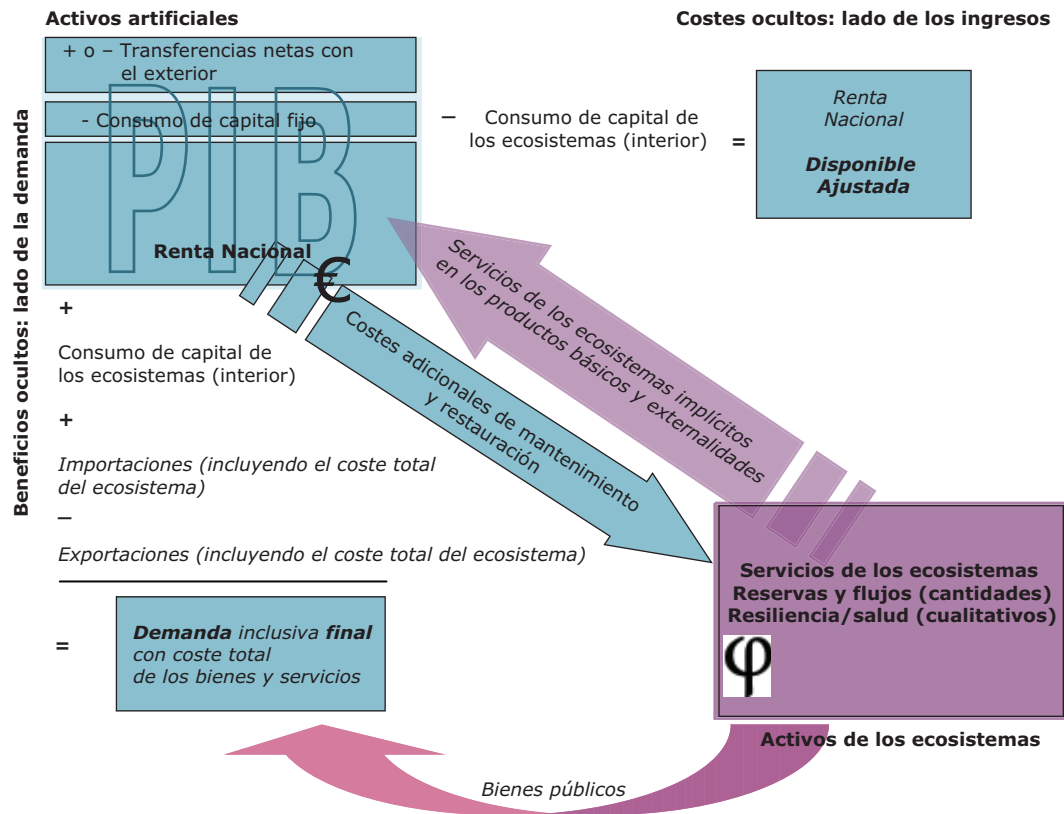 Activos artificiales
Costes ocultos: lado de los ingresos
+ o – Transferencias netas con
el exterior
- Consumo de capital fijo
PIB
Renta Nacional
€
– Consumo de capital de
los ecosistemas (interior)
=
Renta
Nacional
Disponible
Ajustada
Beneficios ocultos: lado de la demanda
+
Consumo de capital de
los ecosistemas (interior)
+
Importaciones (incluyendo el coste total
del ecosistema)
–
Exportaciones (incluyendo el coste total del ecosistema)
=
Demanda inclusiva final
con coste total
de los bienes y servicios
Servicios de los ecosistemas implícitos
en los productos básicos y externalidades
Costes adicionales de mantenimiento
y restauración
Servicios de los ecosistemas
Reservas y flujos (cantidades)
Resiliencia/salud (cualitativos)
φ
Activos de los ecosistemas
Bienes públicos